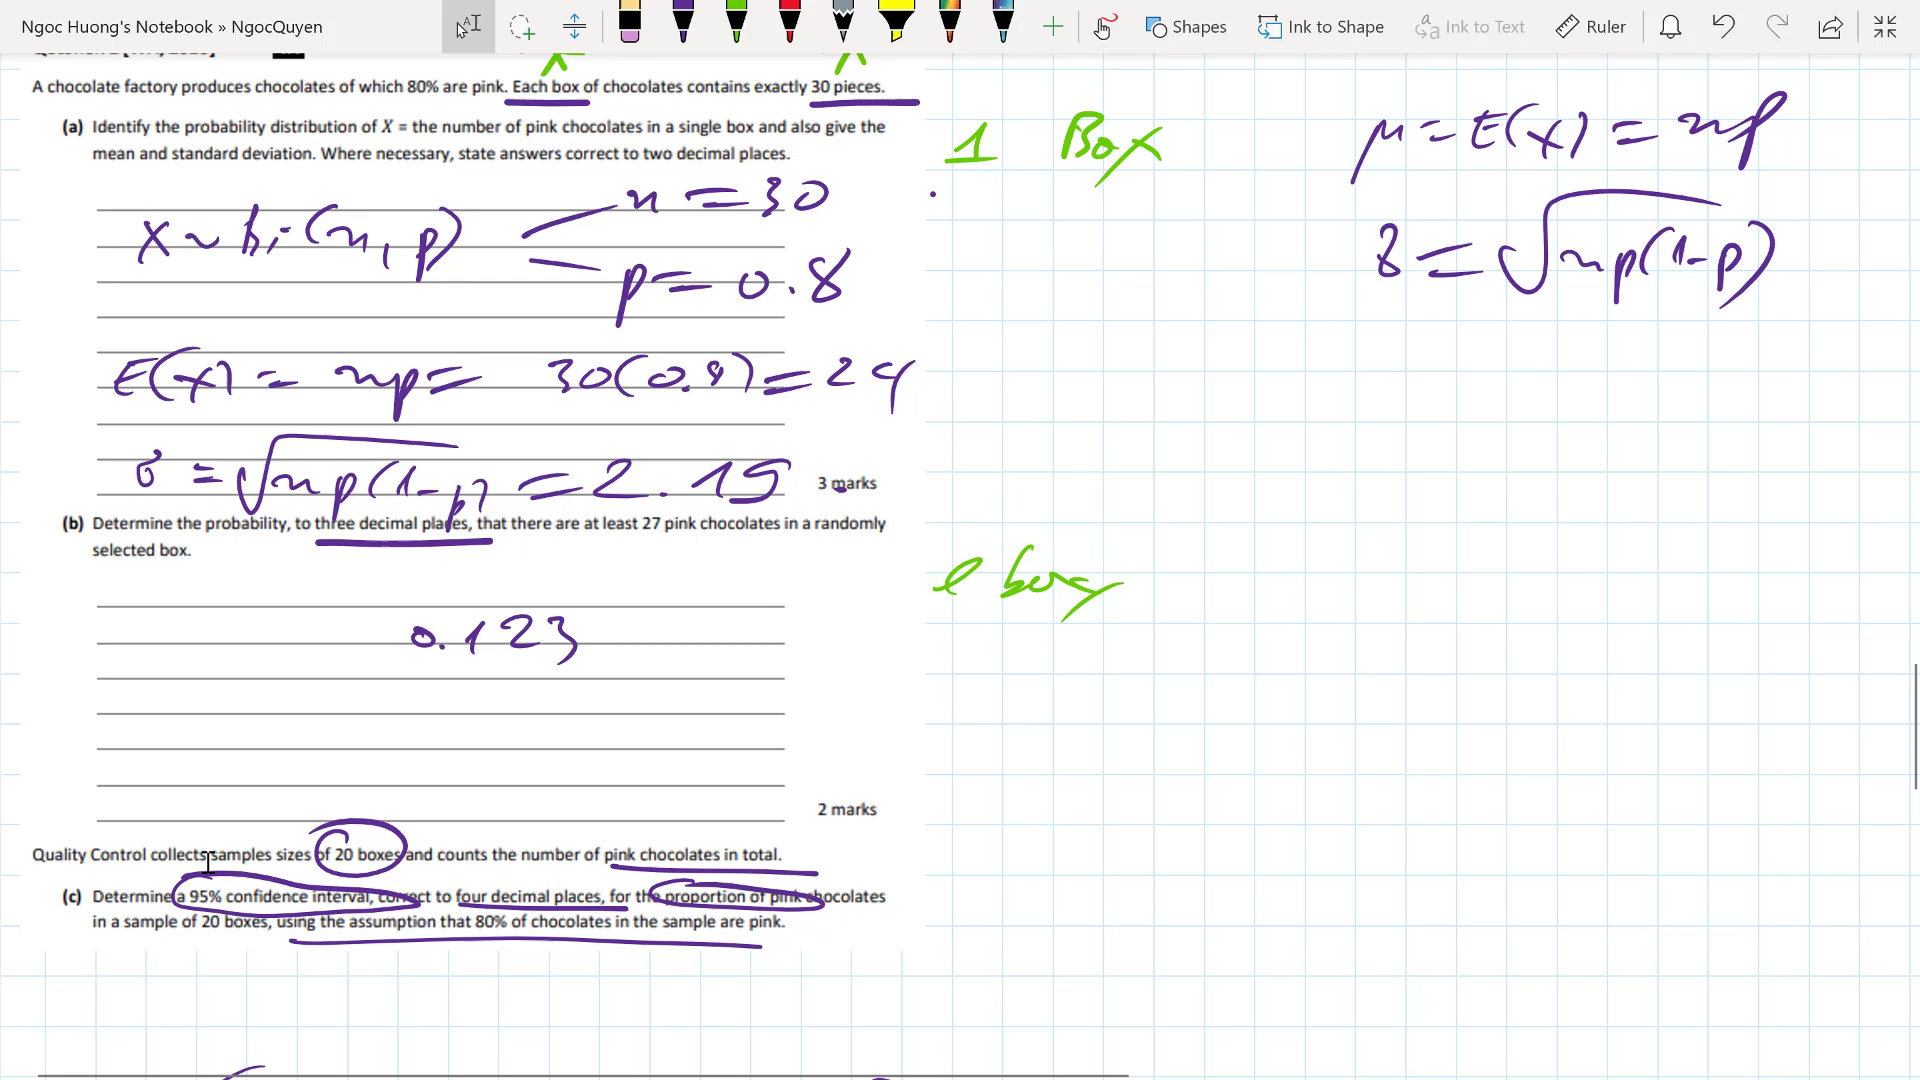 Ngoc Huong's Notebook » NgocQuyen
Shapes
Ink to Shape
Ink to Text
Ruler
A chocolate factory produces chocolates of which 80% are pink. Each box of chocolates contains exactly 30 pieces.
(a) Identify the probability distribution of X = the number of pink chocolates in a single box and also give the
mean and standard deviation. Where necessary, state answers correct to two decimal places.
1 Box
μ = E(x) = np
X ~ bi (n, p)
n = 30
p = 0.8
E(x) = np = 30(0.8) = 24
σ = √np(1-p) = 2.19
3 marks
(b) Determine the probability, to three decimal places, that there are at least 27 pink chocolates in a randomly
selected box.
0.123
2 marks
Quality Control collects samples sizes of 20 boxes and counts the number of pink chocolates in total.
(c) Determine a 95% confidence interval, correct to four decimal places, for the proportion of pink chocolates
in a sample of 20 boxes, using the assumption that 80% of chocolates in the sample are pink.